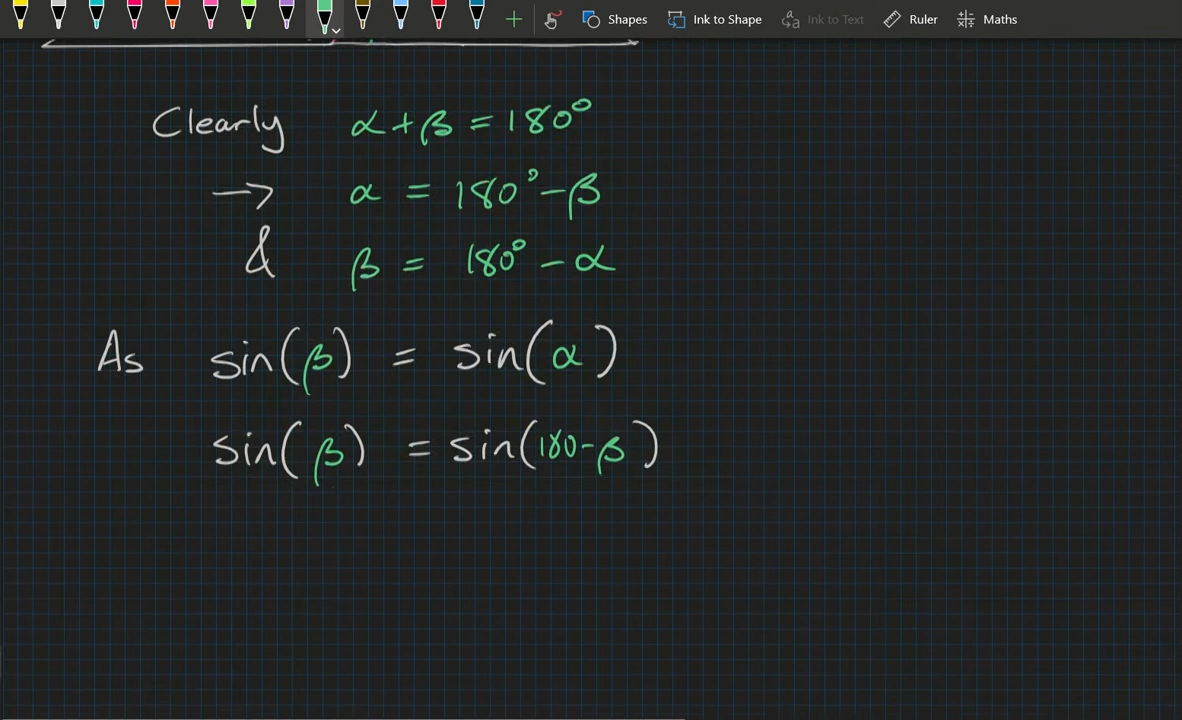 Shapes Ink to Shape Ink to Text Ruler Maths
Clearly α + β = 180°
→ α = 180° - β
& β = 180° - α
As sin(β) = sin(α)
sin(β) = sin(180-β)